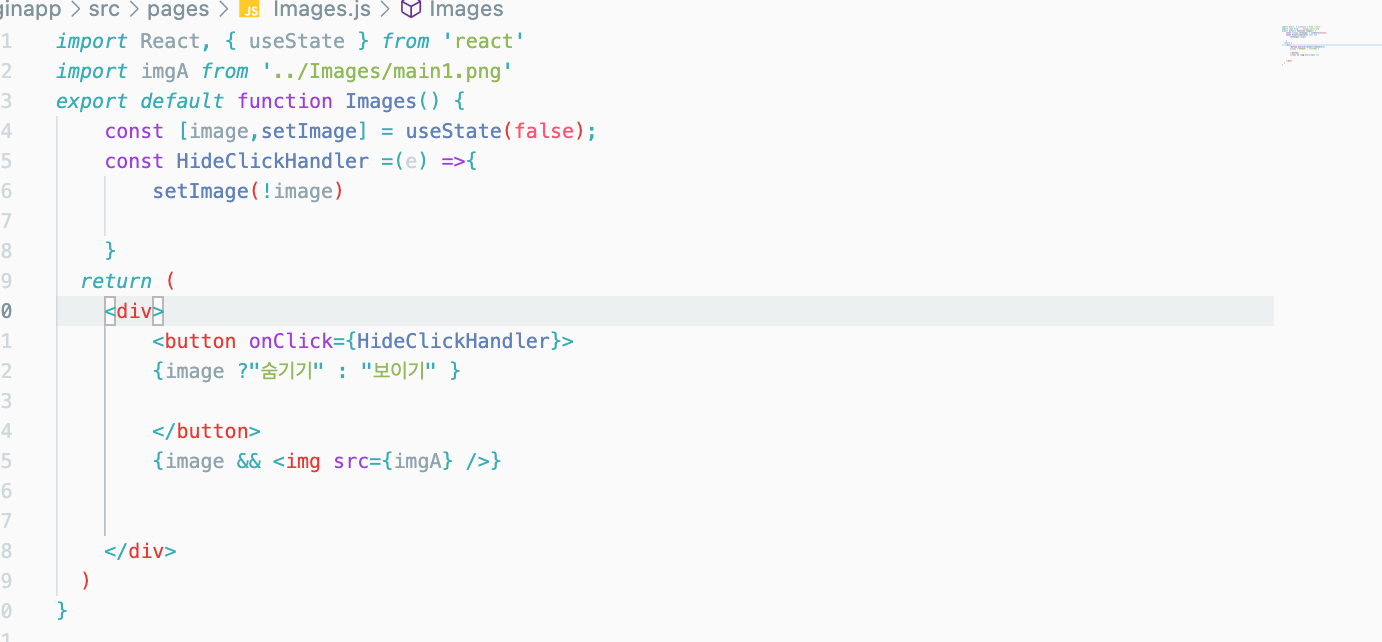 ginapp > src > pages > JS Images.js > Images
1 import React, { useState } from 'react'
2 import imgA from '../Images/main1.png'
3 export default function Images() {
4 const [image,setImage] = useState(false);
5 const HideClickHandler =(e) =>{
6 setImage(!image)
7
8 }
9 return (
0 <div>
1 <button onClick={HideClickHandler}>
2 {image ?"숨기기" : "보이기" }
3
4 </button>
5 {image && <img src={imgA} />}
6
7
8 </div>
9 )
0 }
1